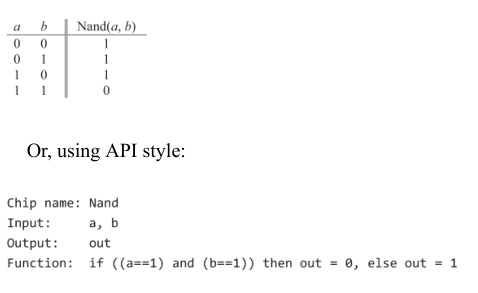 a b Nand(a, b)
0 0 1
0 1 1
1 0 1
1 1 0
Or, using API style:
Chip name: Nand
Input: a, b
Output: out
Function: if ((a==1) and (b==1)) then out = 0, else out = 1